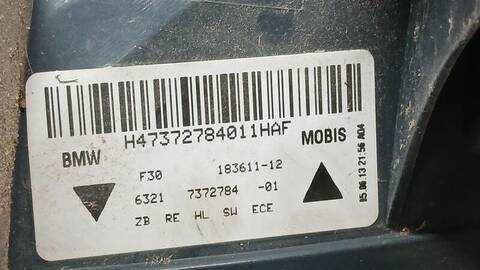 H47372784011HAF
BMW
MOBIS
F30 183611-12
6321 7372784 -01
ZB RE HL SW ECE
15.06.13 21:56 A04